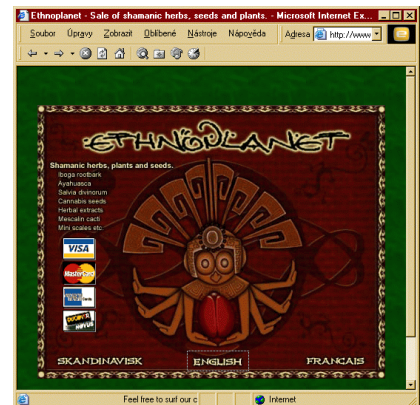 Ethnoplanet - Sale of shamanic herbs, seeds and plants. - Microsoft Internet Ex...
Soubor Úpravy Zobrazit Oblíbené Nástroje Nápověda Adresa http://www
ETHNOPLANET
Shamanic herbs, plants and seeds.
Iboga rootbark
Ayahuasca
Salvia divinorum
Cannabis seeds
Herbal extracts
Mescalin cacti
Mini scales etc
VISA
MasterCard
SKANDINAVISK ENGLISH FRANCAIS
Feel free to surf our c Internet